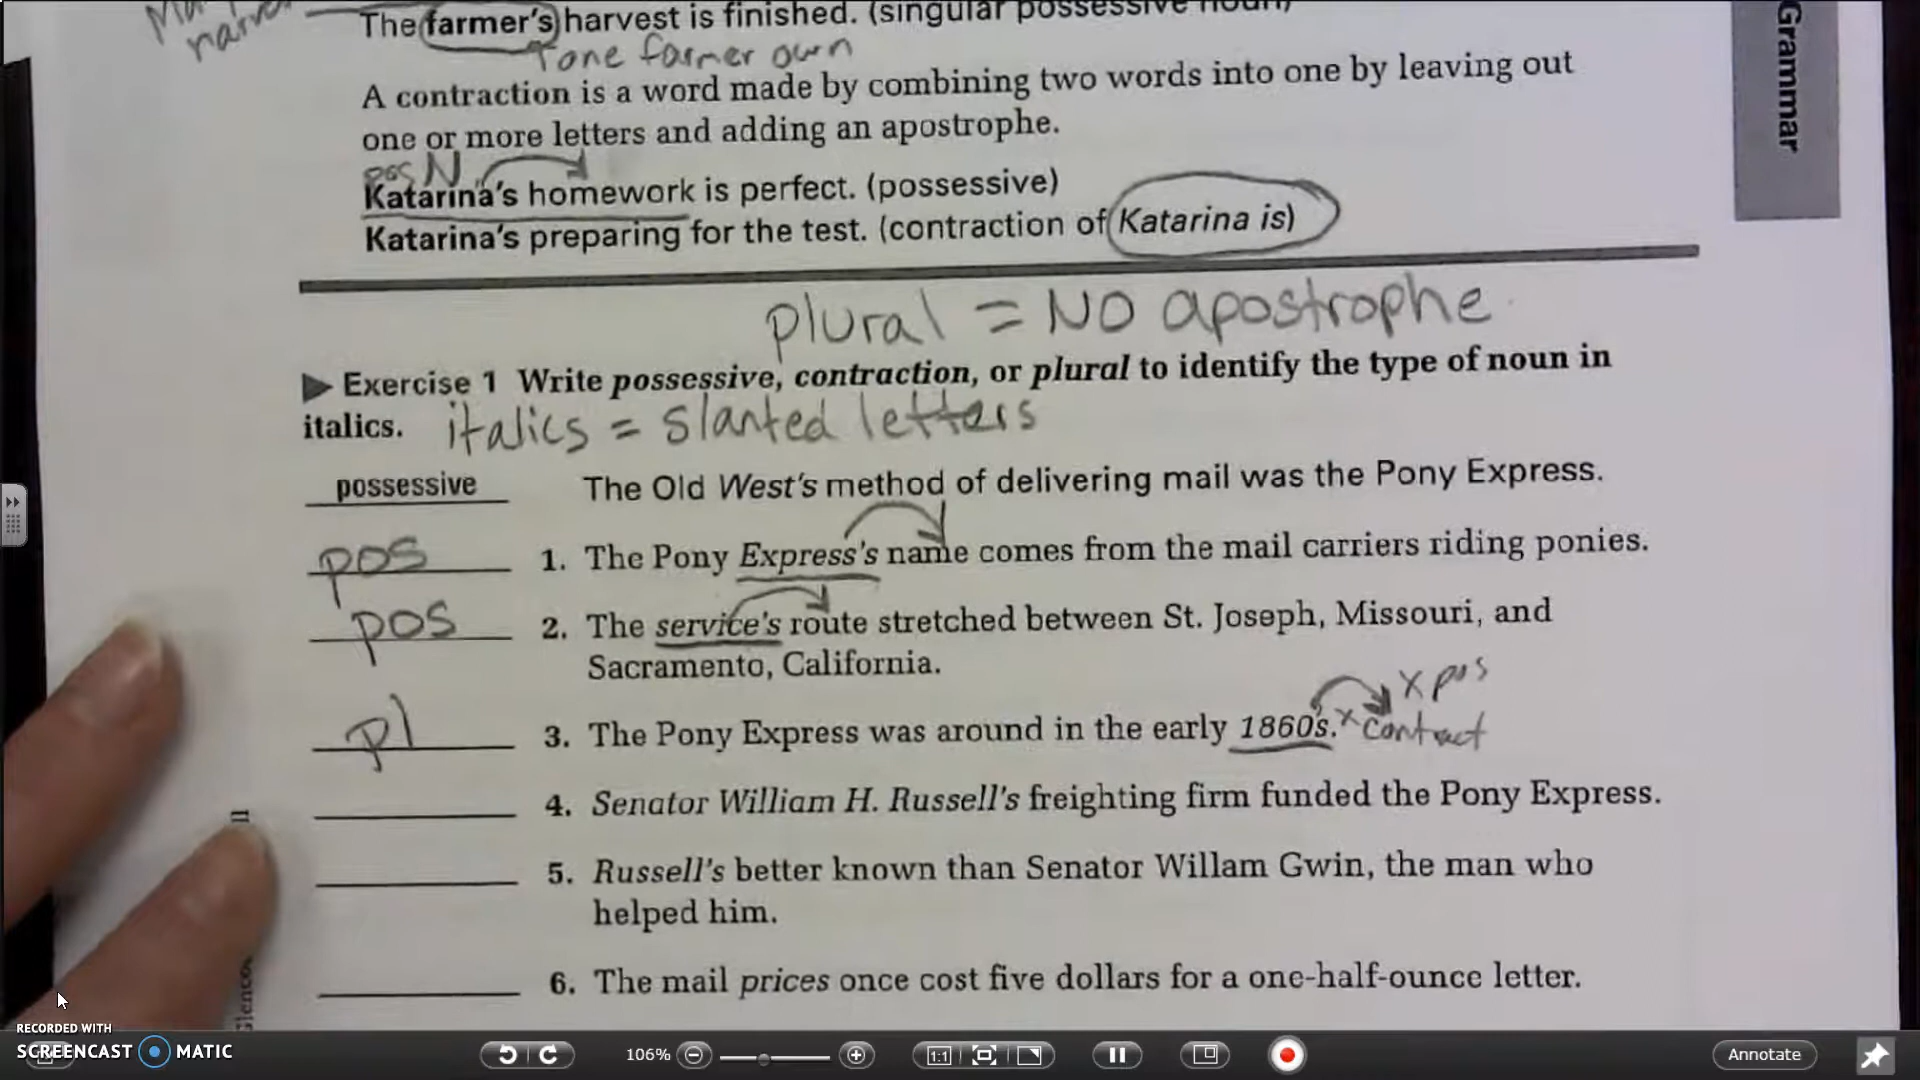 The farmer's harvest is finished. (singular possessive noun)
one farmer own
A contraction is a word made by combining two words into one by leaving out
one or more letters and adding an apostrophe.
pos N
Katarina's homework is perfect. (possessive)
Katarina's preparing for the test. (contraction of Katarina is)
Grammar
plural = NO apostrophe
Exercise 1 Write possessive, contraction, or plural to identify the type of noun in
italics. italics = slanted letters
possessive The Old West's method of delivering mail was the Pony Express.
pos 1. The Pony Express's name comes from the mail carriers riding ponies.
pos 2. The service's route stretched between St. Joseph, Missouri, and
Sacramento, California.
x pos
pl 3. The Pony Express was around in the early 1860s. x contract
4. Senator William H. Russell's freighting firm funded the Pony Express.
5. Russell's better known than Senator Willam Gwin, the man who
helped him.
6. The mail prices once cost five dollars for a one-half-ounce letter.
RECORDED WITH
SCREENCAST MATIC
106%
1:1
Annotate